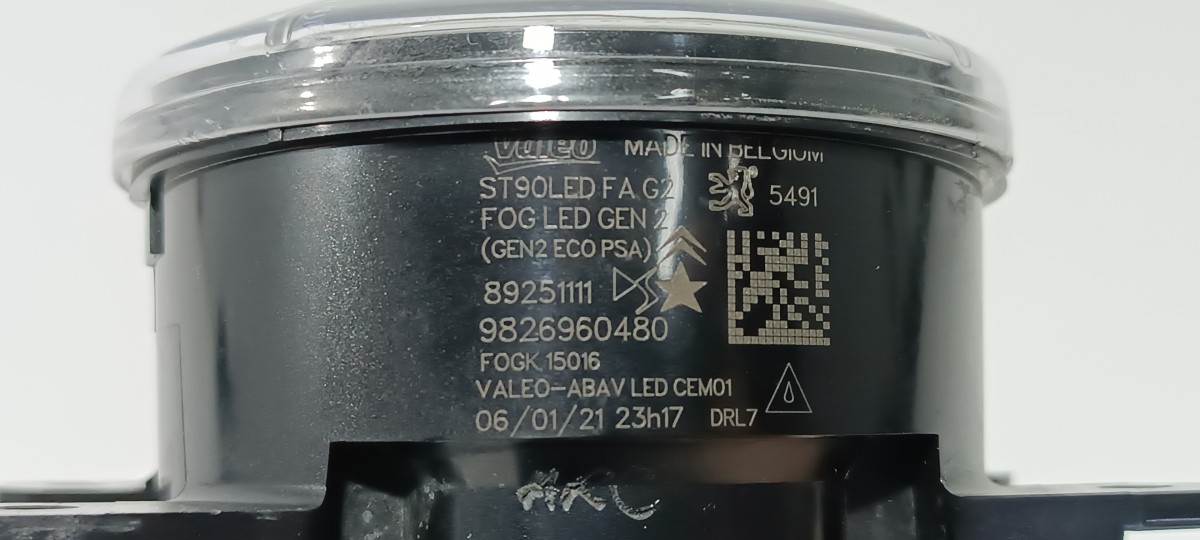 Valeo MADE IN BELGIUM
ST90LED FA G2 5491
FOG LED GEN 2
(GEN2 ECO PSA)
89251111
9826960480
FOGK 15016
VALEO-ABAV LED CEM01
06/01/21 23h17 DRL7